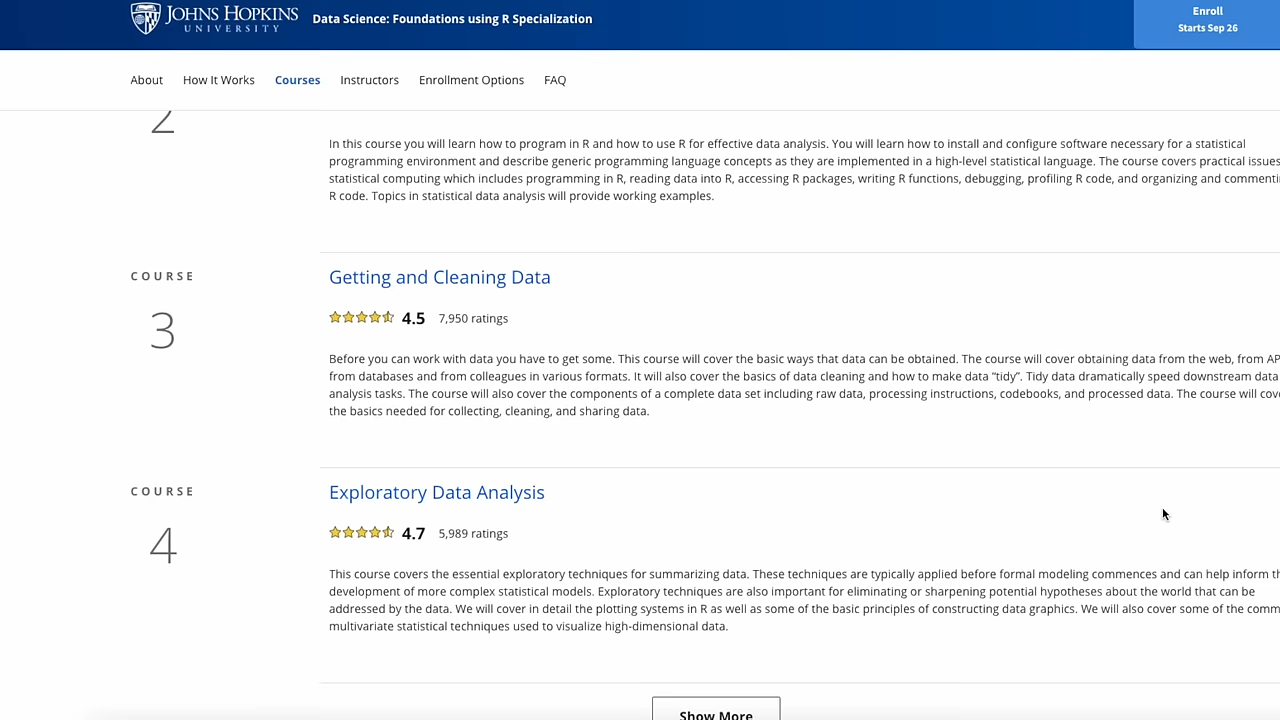 JOHNS HOPKINS
UNIVERSITY
Data Science: Foundations using R Specialization
Enroll
Starts Sep 26
About How It Works Courses Instructors Enrollment Options FAQ
2
In this course you will learn how to program in R and how to use R for effective data analysis. You will learn how to install and configure software necessary for a statistical
programming environment and describe generic programming language concepts as they are implemented in a high-level statistical language. The course covers practical issues
statistical computing which includes programming in R, reading data into R, accessing R packages, writing R functions, debugging, profiling R code, and organizing and commenti
R code. Topics in statistical data analysis will provide working examples.
COURSE
3
Getting and Cleaning Data
4.5 7,950 ratings
Before you can work with data you have to get some. This course will cover the basic ways that data can be obtained. The course will cover obtaining data from the web, from AP
from databases and from colleagues in various formats. It will also cover the basics of data cleaning and how to make data “tidy”. Tidy data dramatically speed downstream data
analysis tasks. The course will also cover the components of a complete data set including raw data, processing instructions, codebooks, and processed data. The course will cov
the basics needed for collecting, cleaning, and sharing data.
COURSE
4
Exploratory Data Analysis
4.7 5,989 ratings
This course covers the essential exploratory techniques for summarizing data. These techniques are typically applied before formal modeling commences and can help inform th
development of more complex statistical models. Exploratory techniques are also important for eliminating or sharpening potential hypotheses about the world that can be
addressed by the data. We will cover in detail the plotting systems in R as well as some of the basic principles of constructing data graphics. We will also cover some of the comm
multivariate statistical techniques used to visualize high-dimensional data.
Show More